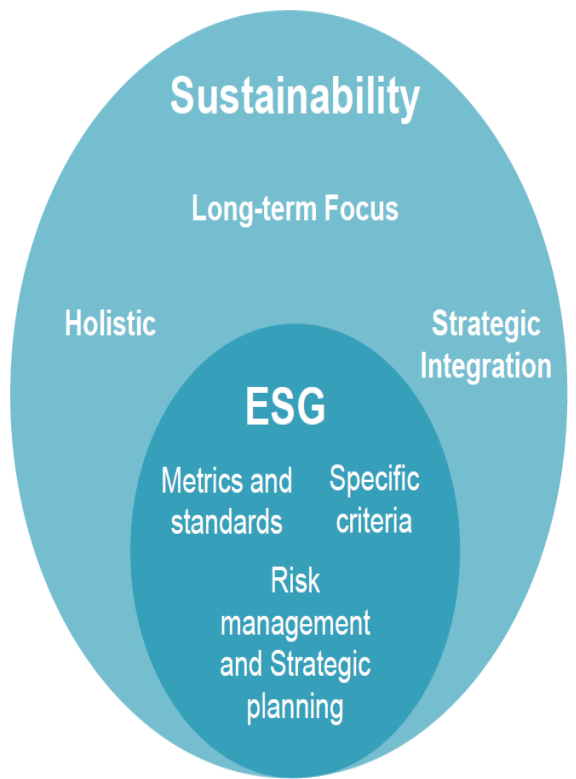 Sustainability
Long-term Focus
Holistic
Strategic
Integration
ESG
Metrics and
standards
Specific
criteria
Risk
management
and Strategic
planning